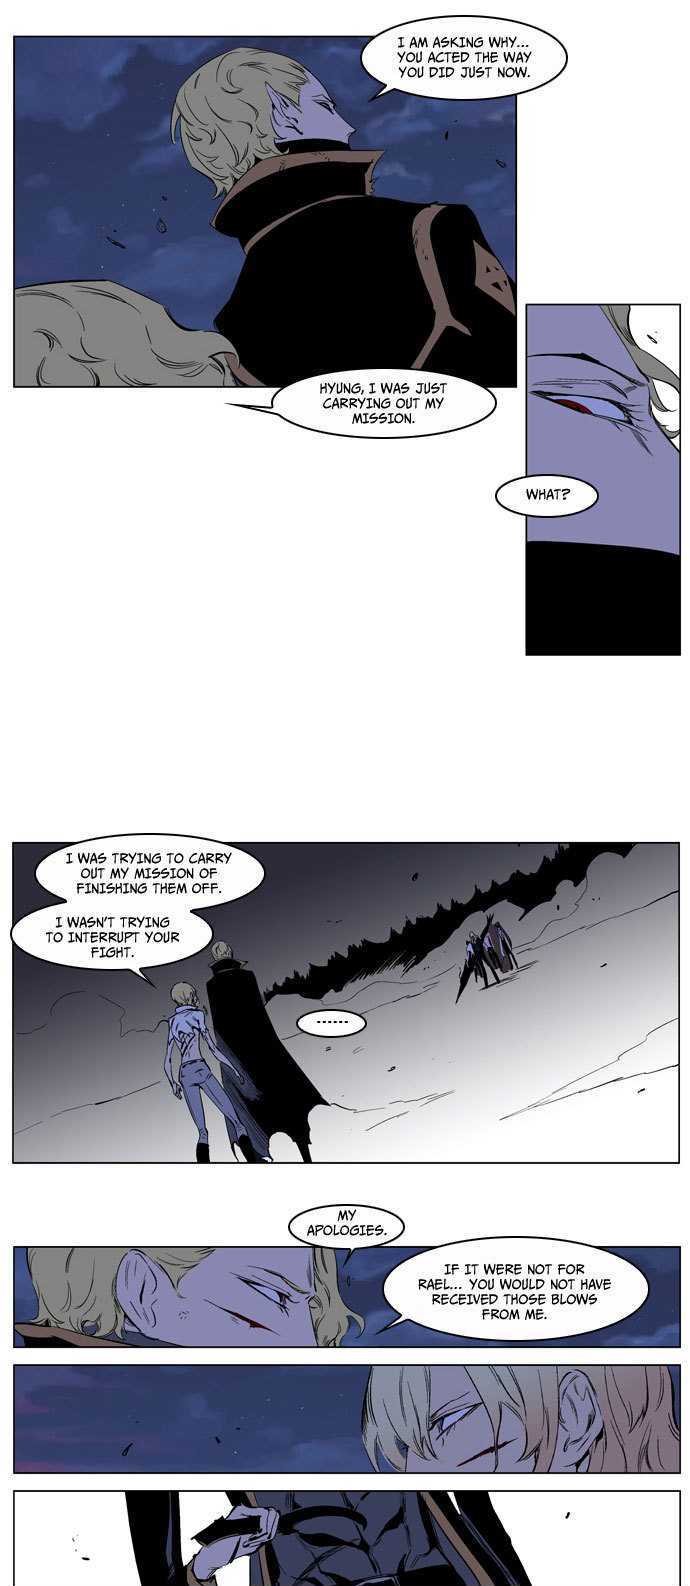 I AM ASKING WHY...
YOU ACTED THE WAY
YOU DID JUST NOW.
HYUNG, I WAS JUST
CARRYING OUT MY
MISSION.
WHAT?
I WAS TRYING TO CARRY
OUT MY MISSION OF
FINISHING THEM OFF.
I WASN'T TRYING
TO INTERRUPT YOUR
FIGHT.
......
MY
APOLOGIES.
IF IT WERE NOT FOR
RAEL... YOU WOULD NOT HAVE
RECEIVED THOSE BLOWS
FROM ME.